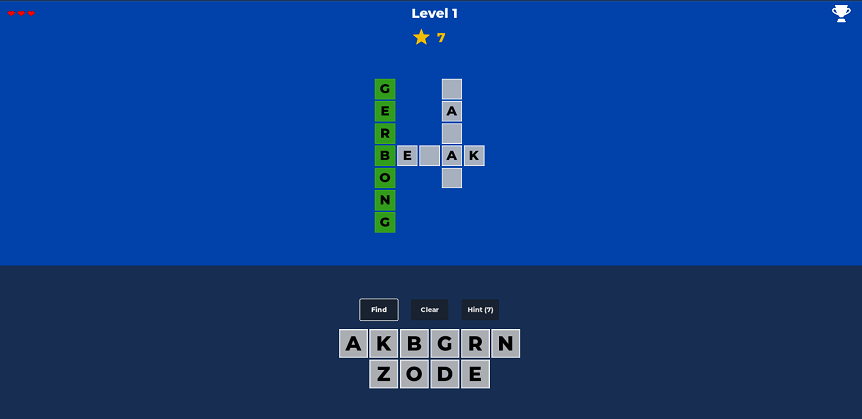 Level 1
7
G
E A
R
B E A K
O
N
G
Find Clear Hint (7)
A K B G R N
Z O D E